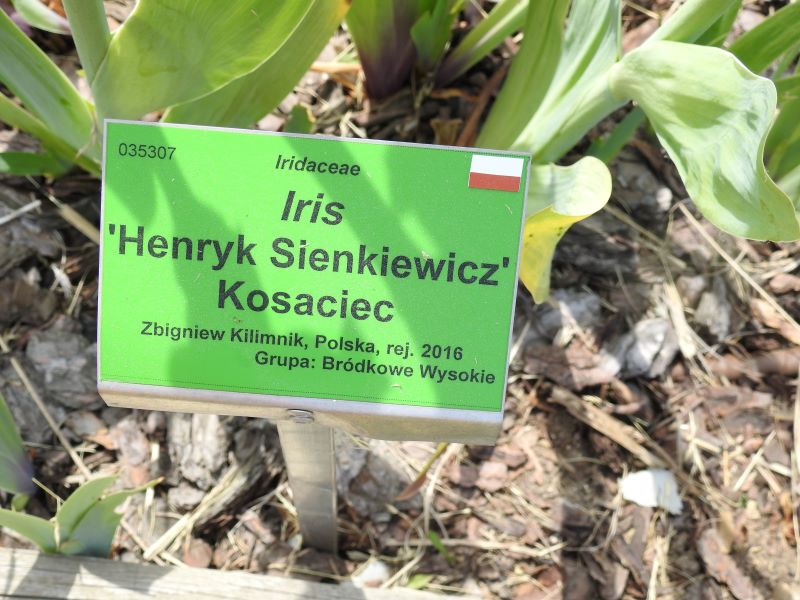 035307
Iridaceae
Iris
'Henryk Sienkiewicz'
Kosaciec
Zbigniew Kilimnik, Polska, rej. 2016
Grupa: Bródkowe Wysokie